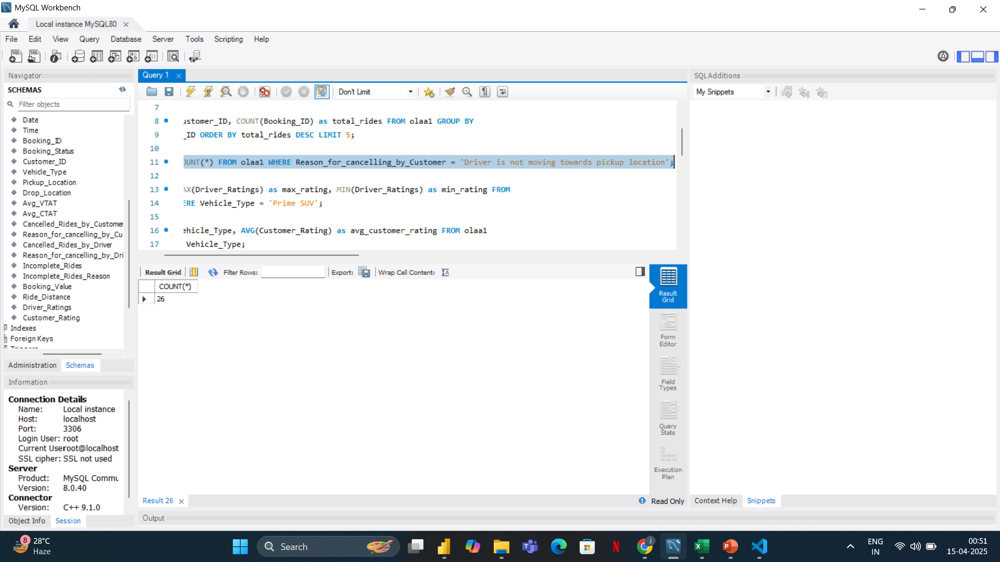 MySQL Workbench
Local instance MySQL80
File Edit View Query Database Server Tools Scripting Help
Navigator
SCHEMAS
Filter objects
Date
Time
Booking_ID
Booking_Status
Customer_ID
Vehicle_Type
Pickup_Location
Drop_Location
Avg_VTAT
Avg_CTAT
Cancelled_Rides_by_Customer
Reason_for_cancelling_by_Cu
Cancelled_Rides_by_Driver
Reason_for_cancelling_by_Dri
Incomplete_Rides
Incomplete_Rides_Reason
Booking_Value
Ride_Distance
Driver_Ratings
Customer_Rating
Indexes
Foreign Keys
Administration Schemas
Information
Connection Details
Name: Local instance
Host: localhost
Port: 3306
Login User: root
Current User root@localhost
SSL cipher: SSL not used
Server
Product: MySQL Commu
Version: 8.0.40
Connector
Version: C++ 9.1.0
Object Info Session
Query 1
Don't Limit
7
8 ustomer_ID, COUNT(Booking_ID) as total_rides FROM olaa1 GROUP BY
9 _ID ORDER BY total_rides DESC LIMIT 5;
10
11 OUNT(*) FROM olaa1 WHERE Reason_for_cancelling_by_Customer = 'Driver is not moving towards pickup location';
12
13 AX(Driver_Ratings) as max_rating, MIN(Driver_Ratings) as min_rating FROM
14 ERE Vehicle_Type = 'Prime SUV';
15
16 ehicle_Type, AVG(Customer_Rating) as avg_customer_rating FROM olaa1
17 Vehicle_Type;
Result Grid Filter Rows: Export: Wrap Cell Content:
COUNT(*)
26
Result Grid
Form Editor
Field Types
Query Stats
Execution Plan
Result 26
Read Only
Output
SQLAdditions
My Snippets
Context Help Snippets
8
28°C
Haze
Search
ENG
IN
00:51
15-04-2025